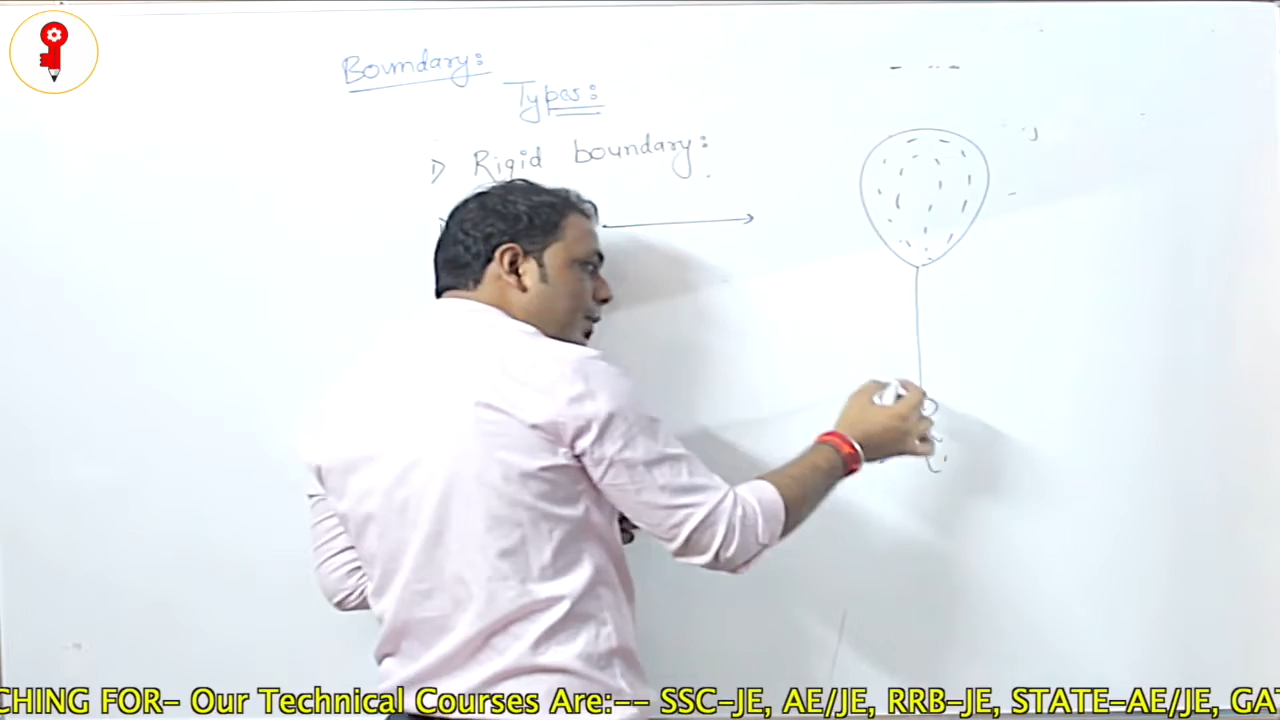 Boundary:
Types:
1) Rigid boundary:
CHING FOR- Our Technical Courses Are:-- SSC-JE, AE/JE, RRB-JE, STATE-AE/JE, GAT